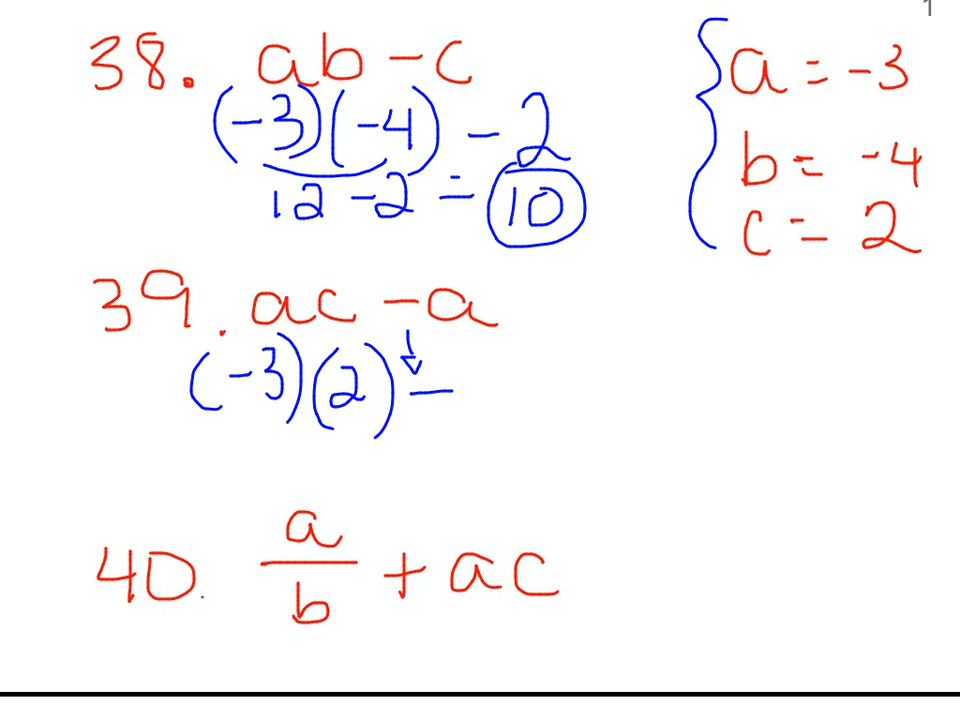 1
38. ab - c
(-3)(-4) - 2
12 - 2 = 10
a = -3
b = -4
c = 2
39. ac - a
(-3)(2) -
40. a/b + ac